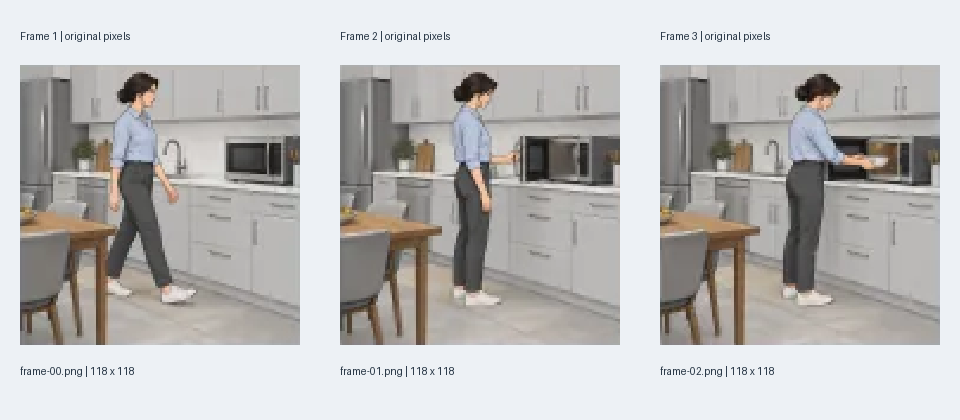 Frame 1 | original pixels
Frame 2 | original pixels
Frame 3 | original pixels
frame-00.png | 118 x 118
frame-01.png | 118 x 118
frame-02.png | 118 x 118